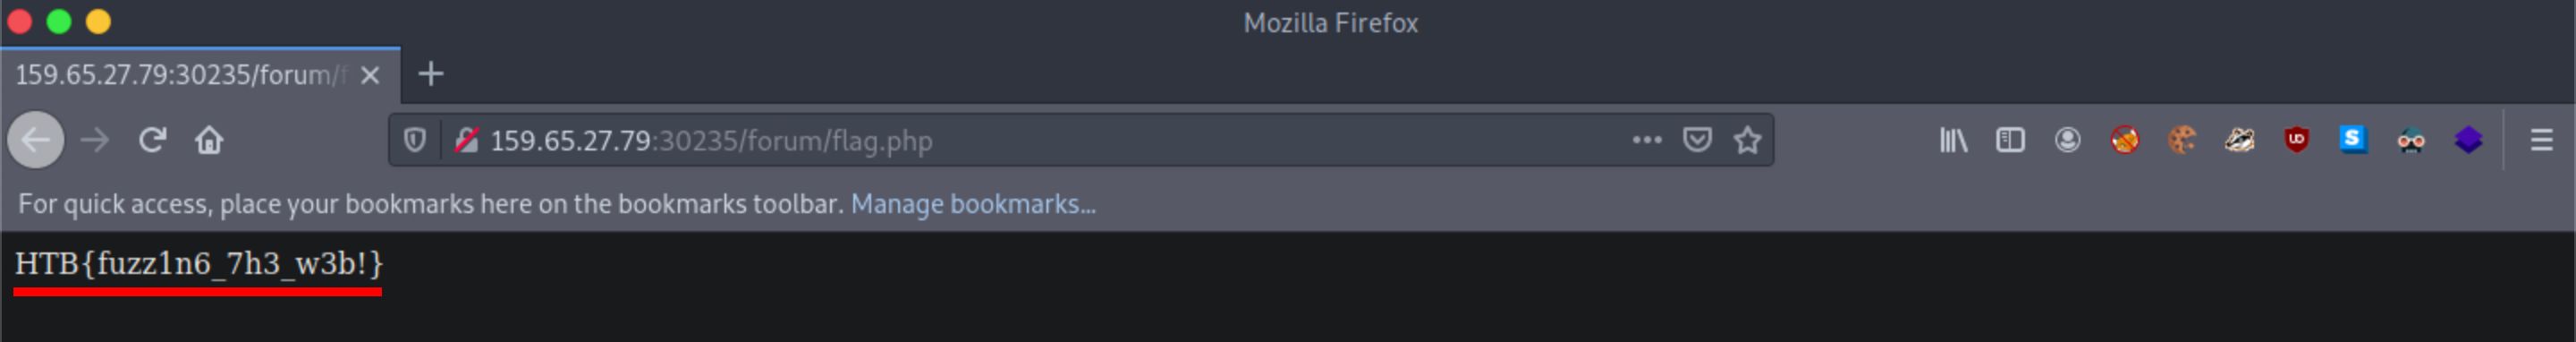 Mozilla Firefox
159.65.27.79:30235/forum/f
159.65.27.79:30235/forum/flag.php
UD
S
For quick access, place your bookmarks here on the bookmarks toolbar. Manage bookmarks...
HTB{fuzz1n6_7h3_w3b!}